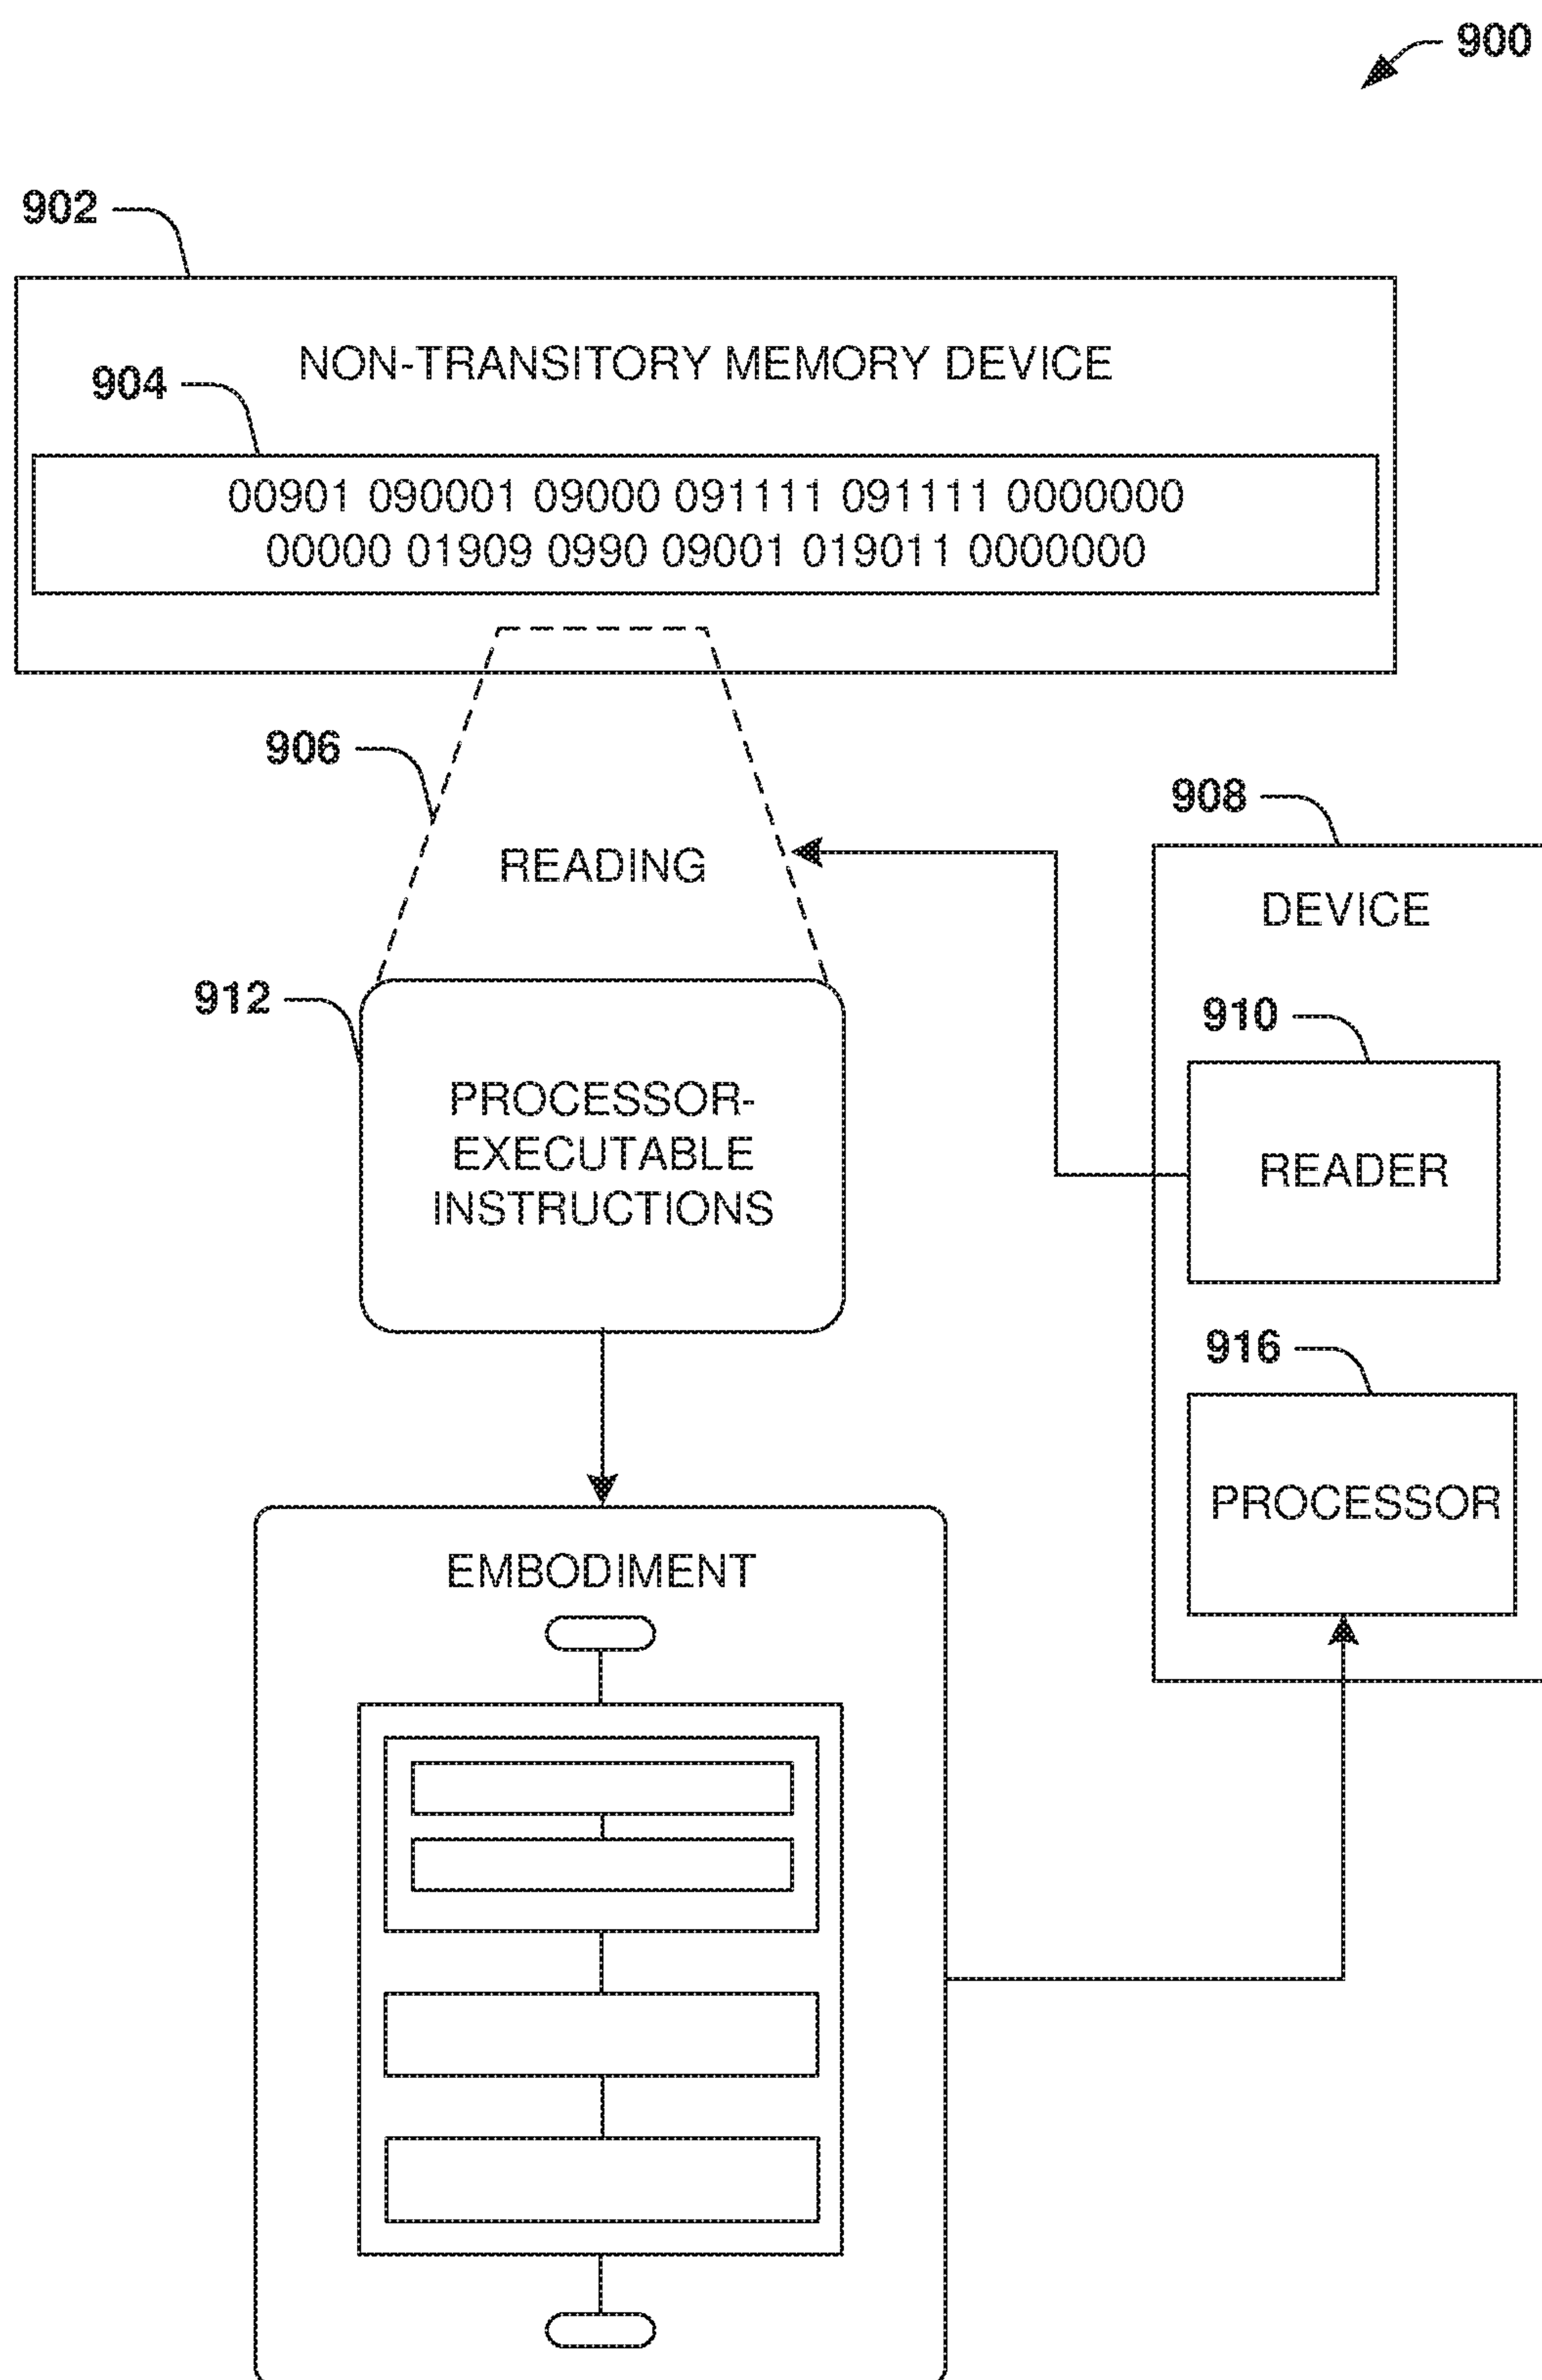 900
902
NON-TRANSITORY MEMORY DEVICE
904
00901 090001 09000 091111 091111 0000000
00000 01909 0990 09001 019011 0000000
906
READING
908
DEVICE
912
910
PROCESSOR-
EXECUTABLE
INSTRUCTIONS
READER
916
PROCESSOR
EMBODIMENT